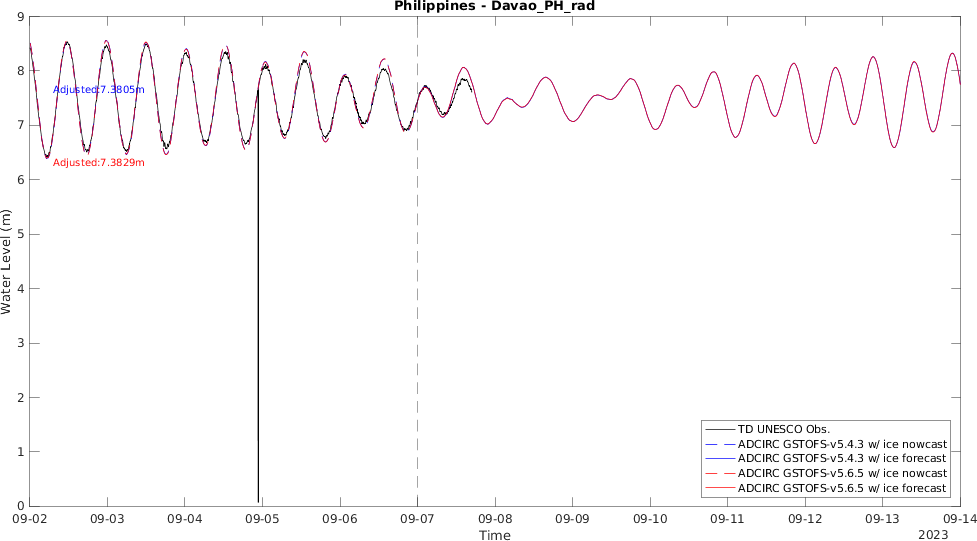 Philippines - Davao_PH_rad
9
8
7
6
5
4
3
2
1
0
Water Level (m)
Adjusted:7.3805m
Adjusted:7.3829m
TD UNESCO Obs.
ADCIRC GSTOFS-v5.4.3 w/ ice nowcast
ADCIRC GSTOFS-v5.4.3 w/ ice forecast
ADCIRC GSTOFS-v5.6.5 w/ ice nowcast
ADCIRC GSTOFS-v5.6.5 w/ ice forecast
09-02 09-03 09-04 09-05 09-06 09-07 09-08 09-09 09-10 09-11 09-12 09-13 09-14
Time
2023